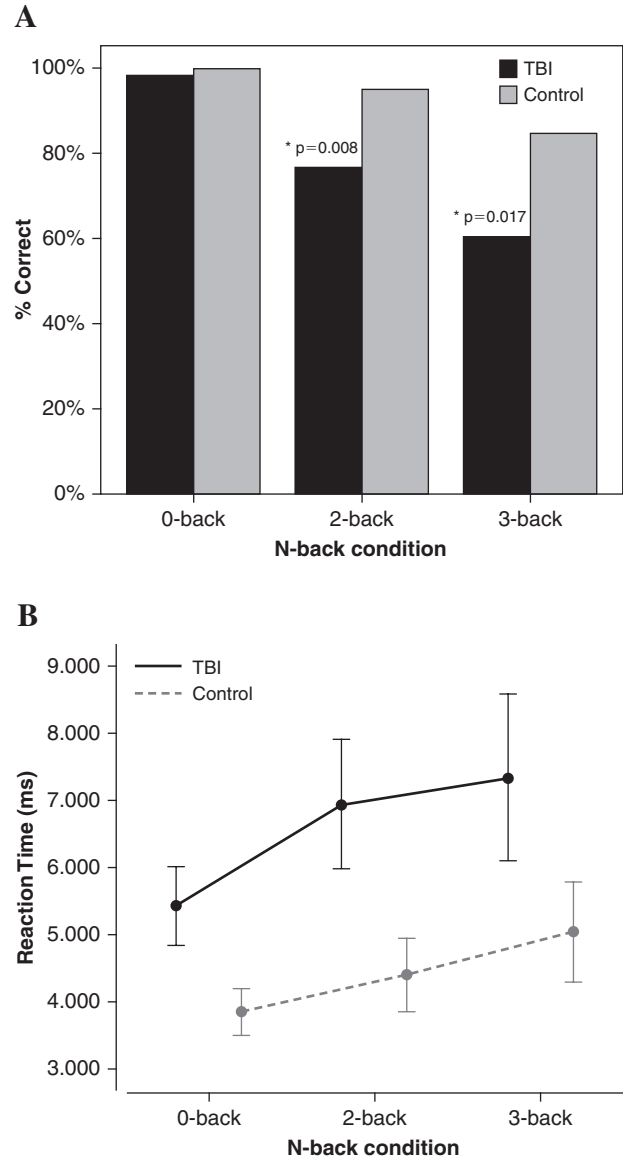 A
100%
80%
60%
40%
20%
0%
% Correct
TBI
Control
* p=0.008
* p=0.017
0-back
2-back
3-back
N-back condition
B
9.000
8.000
7.000
6.000
5.000
4.000
3.000
Reaction Time (ms)
TBI
Control
0-back
2-back
3-back
N-back condition